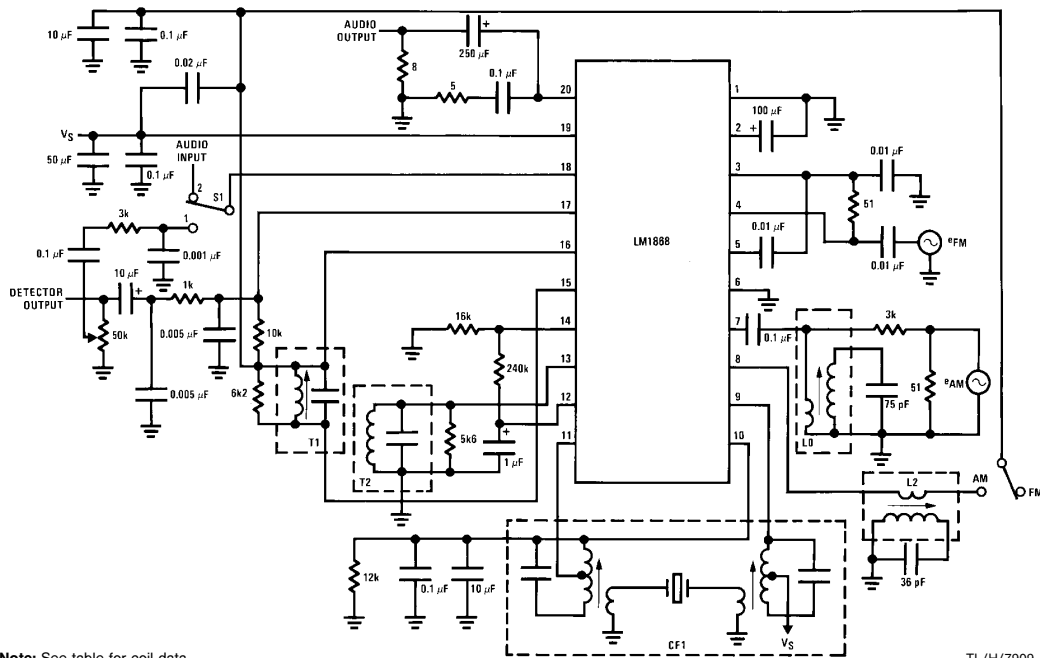 10 μF
0.1 μF
0.02 μF
AUDIO
OUTPUT
8
250 μF
+
5
0.1 μF
VS
50 μF
0.1 μF
AUDIO
INPUT
2
S1
1
3k
0.1 μF
0.001 μF
10 μF
+
1k
DETECTOR
OUTPUT
50k
0.005 μF
0.005 μF
10k
6k2
T1
T2
16k
240k
5k6
+
1 μF
20
19
18
17
16
15
14
13
12
11
LM1868
1
2
3
4
5
6
7
8
9
10
100 μF
+
0.01 μF
51
0.01 μF
0.01 μF
eFM
0.1 μF
3k
L0
75 pF
51
eAM
L2
AM
FM
36 pF
12k
0.1 μF
10 μF
CF1
VS
Note: See table for coil data